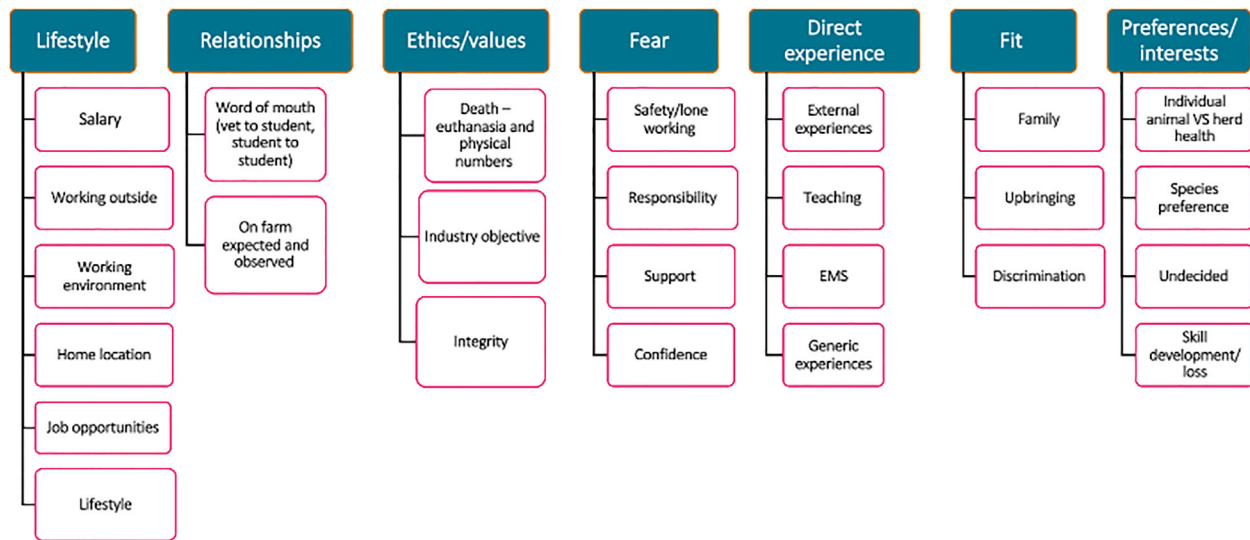 Lifestyle
Salary
Working outside
Working
environment
Home location
Job opportunities
Lifestyle
Relationships
Word of mouth
(vet to student,
student to
student)
On farm
expected and
observed
Ethics/values
Death –
euthanasia and
physical
numbers
Industry objective
Integrity
Fear
Safety/lone
working
Responsibility
Support
Confidence
Direct
experience
External
experiences
Teaching
EMS
Generic
experiences
Fit
Family
Upbringing
Discrimination
Preferences/
interests
Individual
animal VS herd
health
Species
preference
Undecided
Skill
development/
loss